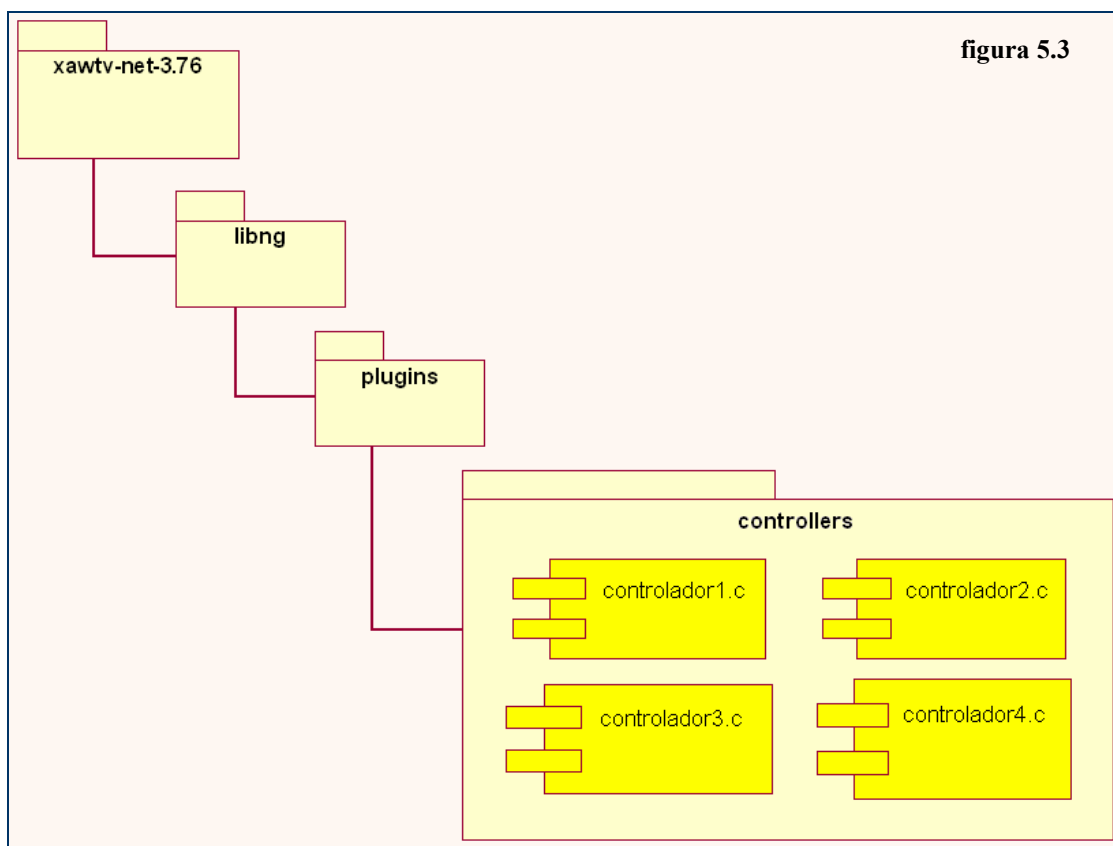 figura 5.3
xawtv-net-3.76
libng
plugins
controllers
controlador1.c
controlador2.c
controlador3.c
controlador4.c